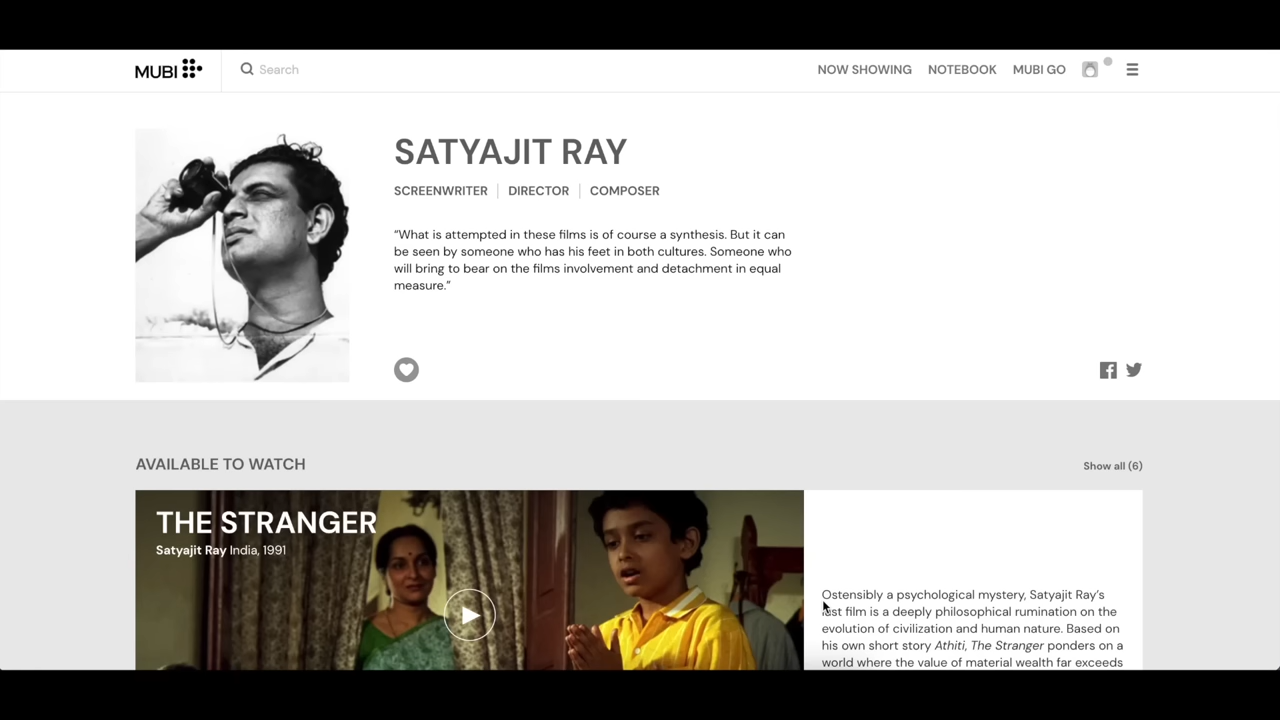 MUBI
Search
NOW SHOWING
NOTEBOOK
MUBI GO
SATYAJIT RAY
SCREENWRITER
DIRECTOR
COMPOSER
“What is attempted in these films is of course a synthesis. But it can
be seen by someone who has his feet in both cultures. Someone who
will bring to bear on the films involvement and detachment in equal
measure.”
AVAILABLE TO WATCH
Show all (6)
THE STRANGER
Satyajit Ray India, 1991
Ostensibly a psychological mystery, Satyajit Ray’s
last film is a deeply philosophical rumination on the
evolution of civilization and human nature. Based on
his own short story Athiti, The Stranger ponders on a
world where the value of material wealth far exceeds